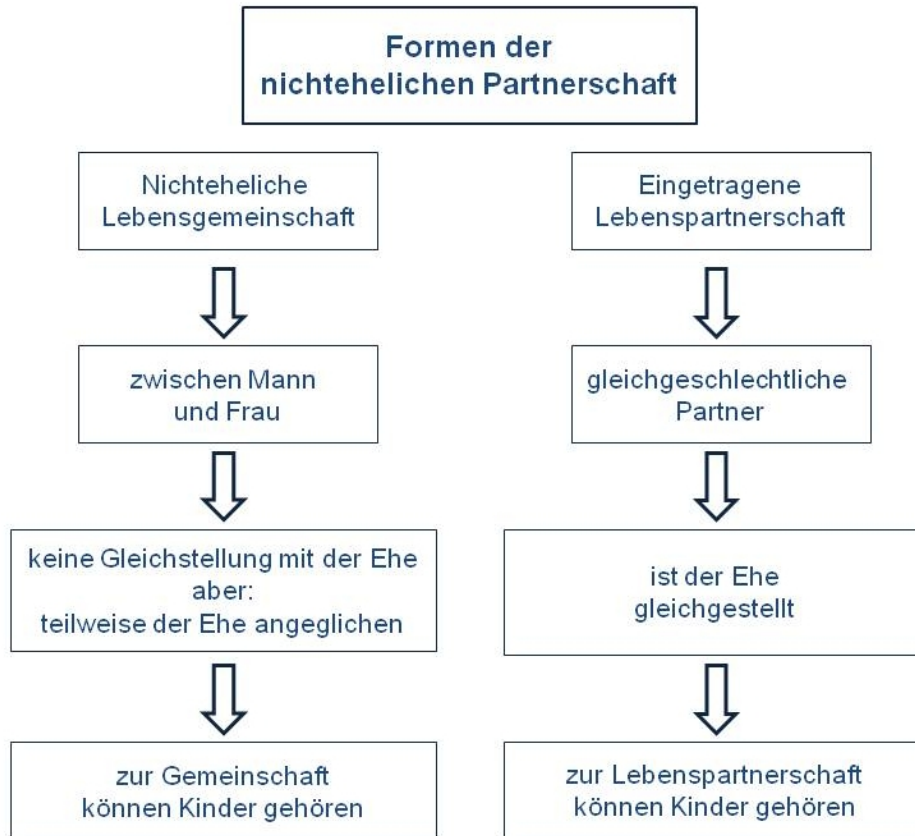 Formen der
nichtehelichen Partnerschaft
Nichteheliche
Lebensgemeinschaft
zwischen Mann
und Frau
keine Gleichstellung mit der Ehe
aber:
teilweise der Ehe angeglichen
zur Gemeinschaft
können Kinder gehören
Eingetragene
Lebenspartnerschaft
gleichgeschlechtliche
Partner
ist der Ehe
gleichgestellt
zur Lebenspartnerschaft
können Kinder gehören